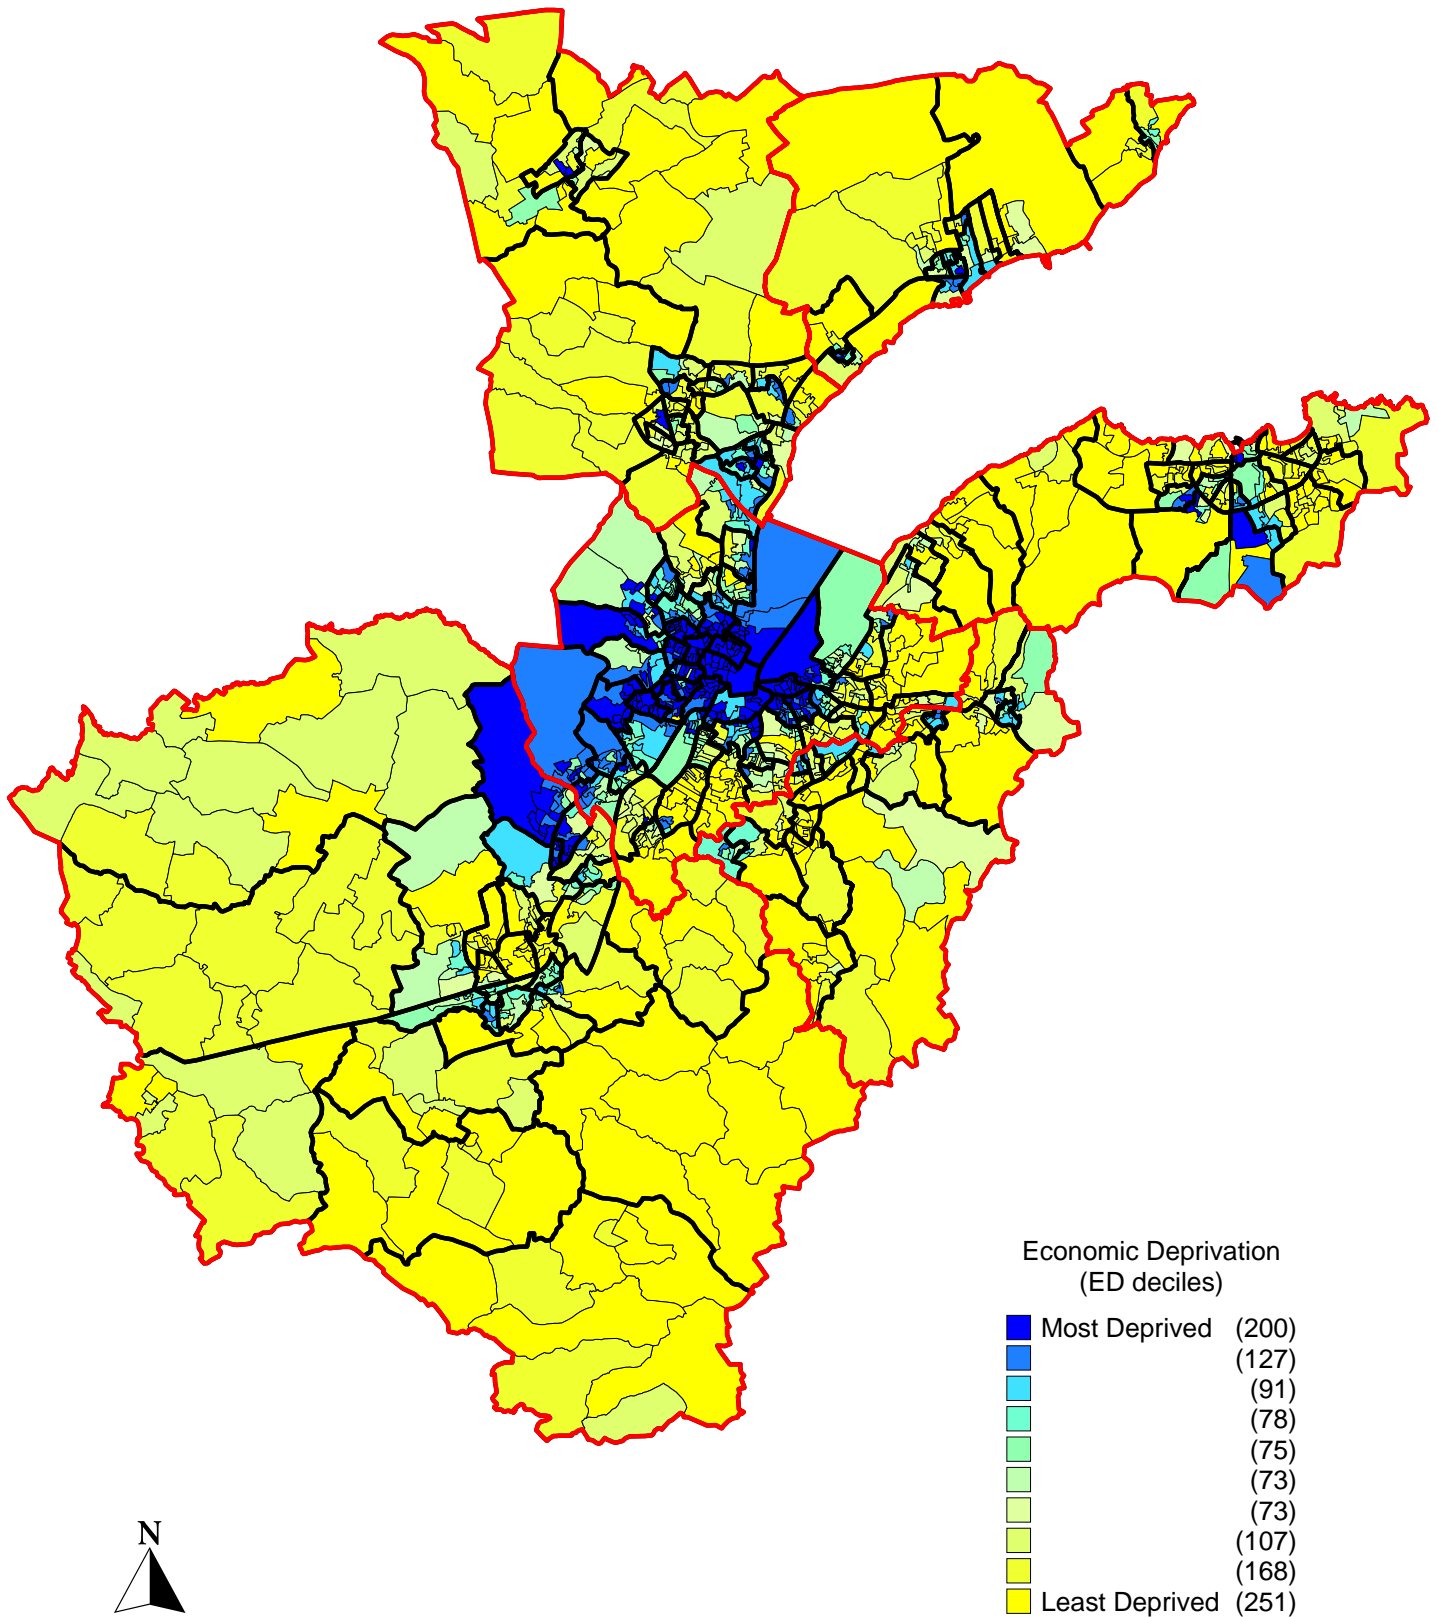 Economic Deprivation
(ED deciles)
Most Deprived (200)
(127)
(91)
(78)
(75)
(73)
(73)
(107)
(168)
Least Deprived (251)
N